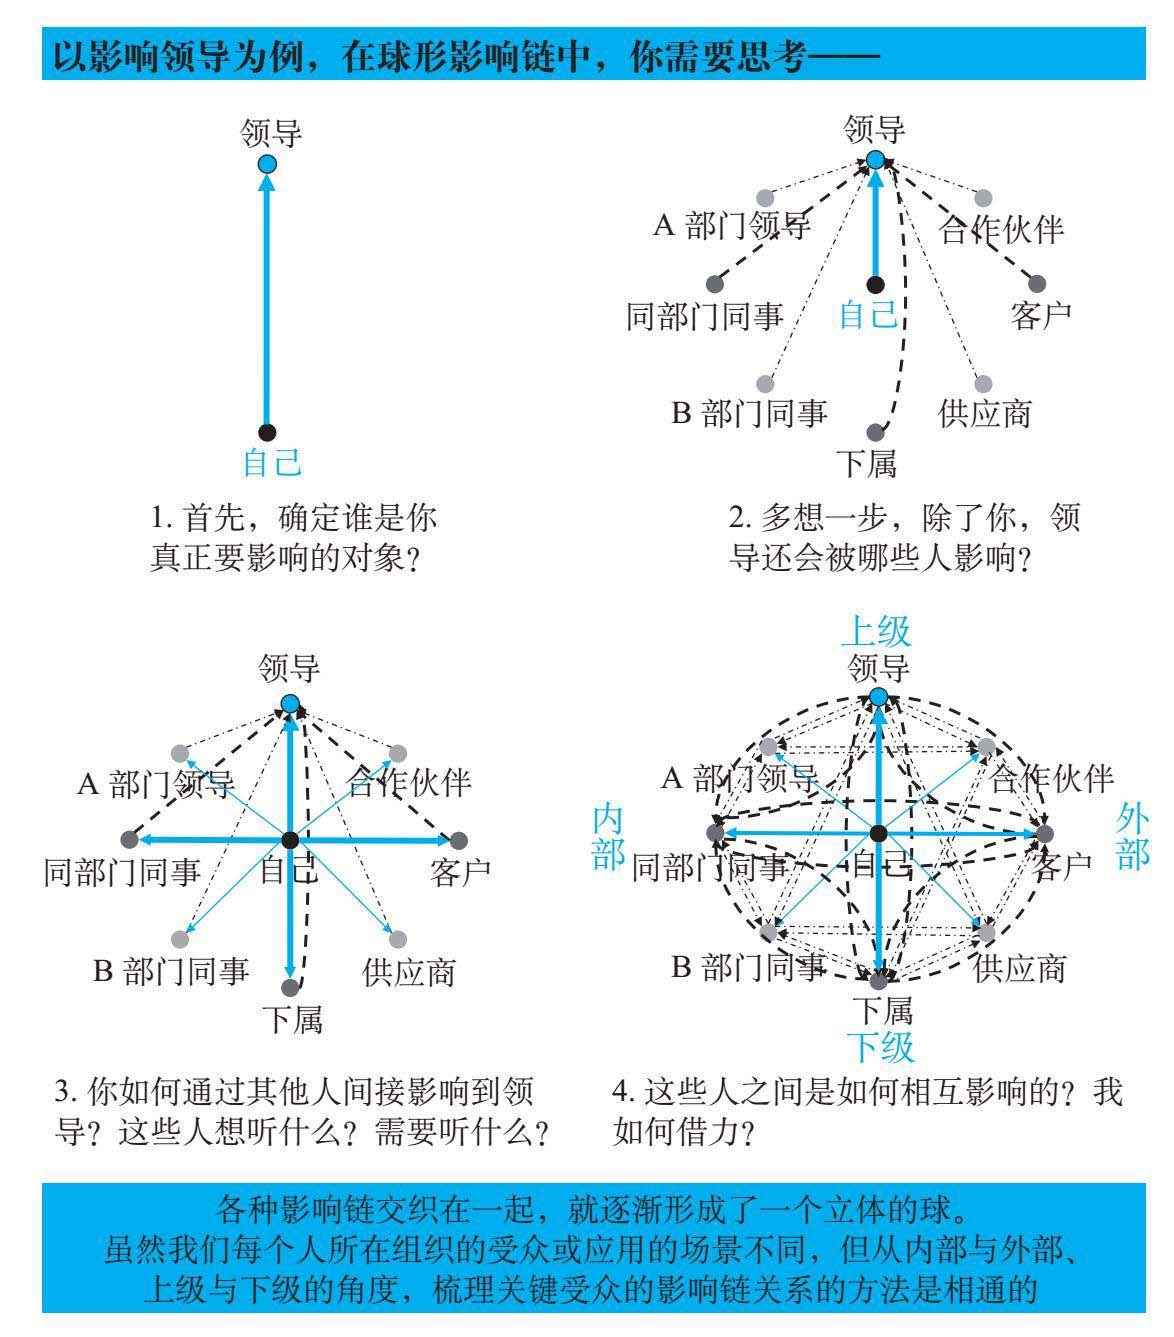 以影响领导为例，在球形影响链中，你需要思考——
领导
自己
1. 首先，确定谁是你
真正要影响的对象？
领导
A 部门领导
合作伙伴
同部门同事
自己
客户
B 部门同事
供应商
下属
2. 多想一步，除了你，领
导还会被哪些人影响？
领导
A 部门领导
合作伙伴
同部门同事
自己
客户
B 部门同事
供应商
下属
3. 你如何通过其他人间接影响到领
导？这些人想听什么？需要听什么？
上级
领导
A 部门领导
合作伙伴
内部
外部
同部门同事
自己
客户
B 部门同事
供应商
下属
下级
4. 这些人之间是如何相互影响的？我
如何借力？
各种影响链交织在一起，就逐渐形成了一个立体的球。
虽然我们每个人所在组织的受众或应用的场景不同，但从内部与外部、
上级与下级的角度，梳理关键受众的影响链关系的方法是相通的